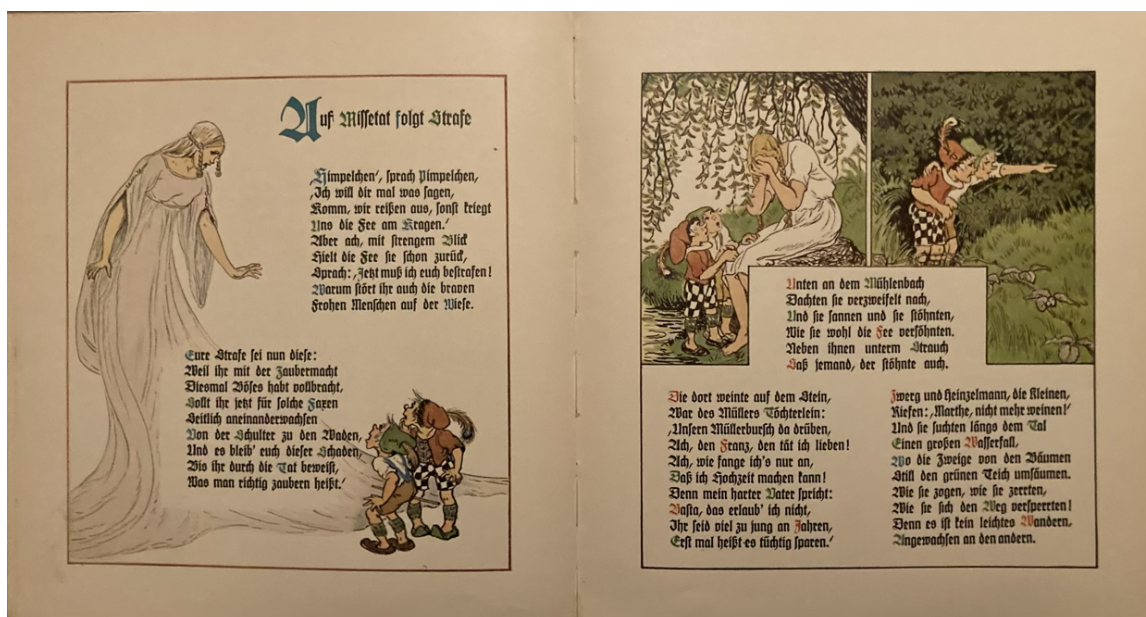 Auf Missetat folgt Strafe
‚Himpelchen‘, sprach Pimpelchen,
‚Ich will dir mal was sagen,
Komm, wir reißen aus, sonst kriegt
Uns die Fee am Kragen.‘
Aber ach, mit strengem Blick
Hielt die Fee sie schon zurück,
Sprach: ‚Jetzt muß ich euch bestrafen!
Warum stört ihr auch die braven
Frohen Menschen auf der Wiese.
Eure Strafe sei nun diese:
Weil ihr mit der Zaubermacht
Diesmal Böses habt vollbracht,
Sollt ihr jetzt für solche Faxen
Seitlich aneinanderwachsen
Von der Schulter zu den Waden,
Und es bleib' euch dieser Schaden,
Bis ihr durch die Tat beweist,
Was man richtig zaubern heißt.‘
Unten an dem Mühlenbach
Dachten sie verzweifelt nach,
Und sie sannen und sie stöhnten,
Wie sie wohl die Fee versöhnten.
Neben ihnen unterm Strauch
Saß jemand, der stöhnte auch.
Die dort weinte auf dem Stein,
War des Müllers Töchterlein:
‚Unsern Müllerbursch da drüben,
Ach, den Franz, den tät ich lieben!
Ach, wie fange ich's nur an,
Daß ich Hochzeit machen kann!
Denn mein harter Vater spricht:
Basta, das erlaub' ich nicht,
Ihr seid viel zu jung an Jahren,
Erst mal heißt es tüchtig sparen.‘
Zwerg und Heinzelmann, die Kleinen,
Riefen: ‚Marthe, nicht mehr weinen!‘
Und sie suchten längs dem Tal
Einen großen Wasserfall,
Wo die Zweige von den Bäumen
Still den grünen Teich umsäumen.
Wie sie zogen, wie sie zerrten,
Wie sie sich den Weg versperrten!
Denn es ist kein leichtes Wandern,
Angewachsen an den andern.